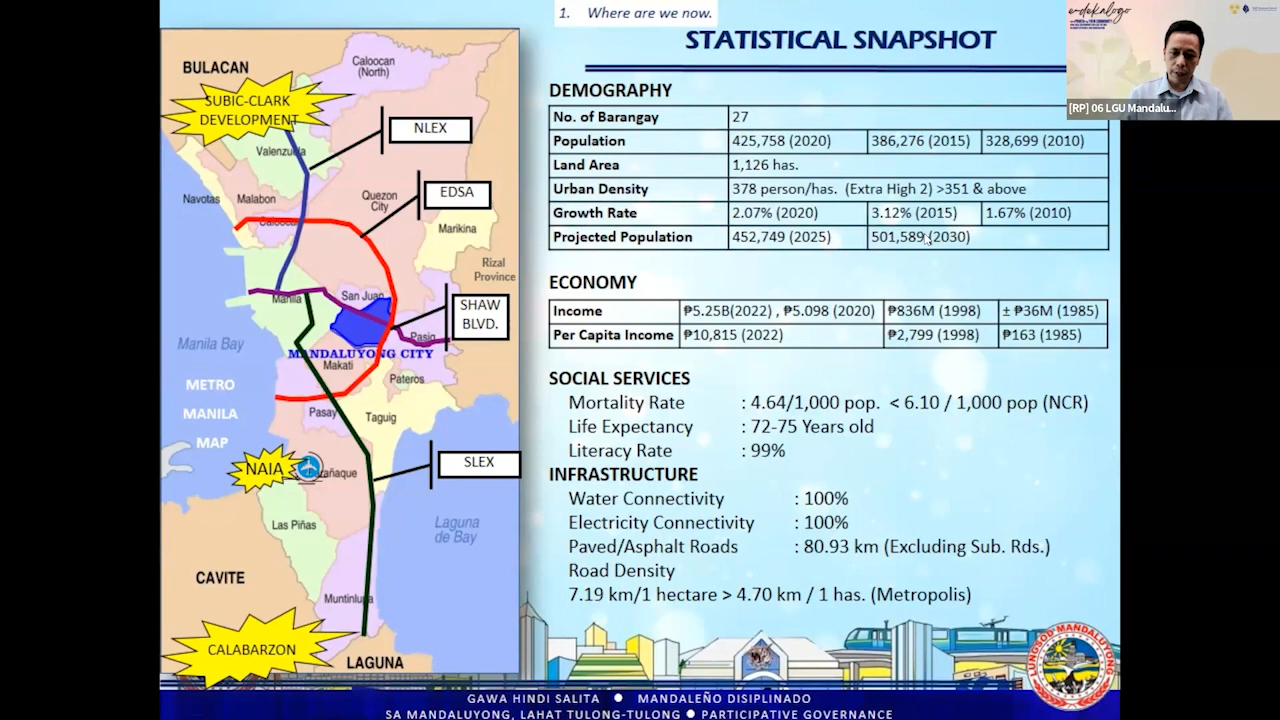 1. Where are we now.
STATISTICAL SNAPSHOT
[RP] 06 LGU Mandalu...
BULACAN
Caloocan
(North)
SUBIC-CLARK
DEVELOPMENT
NLEX
Valenzuela
EDSA
Navotas
Malabon
Quezon
City
Caloocan
Marikina
Rizal
Province
Manila
San Juan
SHAW
BLVD.
Pasig
Manila Bay
MANDALUYONG CITY
Makati
Pateros
METRO
MANILA
MAP
Pasay
Taguig
NAIA
SLEX
Las Piñas
Laguna
de Bay
CAVITE
Muntinlupa
CALABARZON
LAGUNA
DEMOGRAPHY
No. of Barangay 27
Population 425,758 (2020) 386,276 (2015) 328,699 (2010)
Land Area 1,126 has.
Urban Density 378 person/has. (Extra High 2) >351 & above
Growth Rate 2.07% (2020) 3.12% (2015) 1.67% (2010)
Projected Population 452,749 (2025) 501,589 (2030)
ECONOMY
Income ₱5.25B(2022) , ₱5.098 (2020) ₱836M (1998) ± ₱36M (1985)
Per Capita Income ₱10,815 (2022) ₱2,799 (1998) ₱163 (1985)
SOCIAL SERVICES
Mortality Rate : 4.64/1,000 pop. < 6.10 / 1,000 pop (NCR)
Life Expectancy : 72-75 Years old
Literacy Rate : 99%
INFRASTRUCTURE
Water Connectivity : 100%
Electricity Connectivity : 100%
Paved/Asphalt Roads : 80.93 km (Excluding Sub. Rds.)
Road Density
7.19 km/1 hectare > 4.70 km / 1 has. (Metropolis)
LUNGSOD MANDALUYONG
GAWA HINDI SALITA ● MANDALEÑO DISIPLINADO
SA MANDALUYONG, LAHAT TULONG-TULONG ● PARTICIPATIVE GOVERNANCE